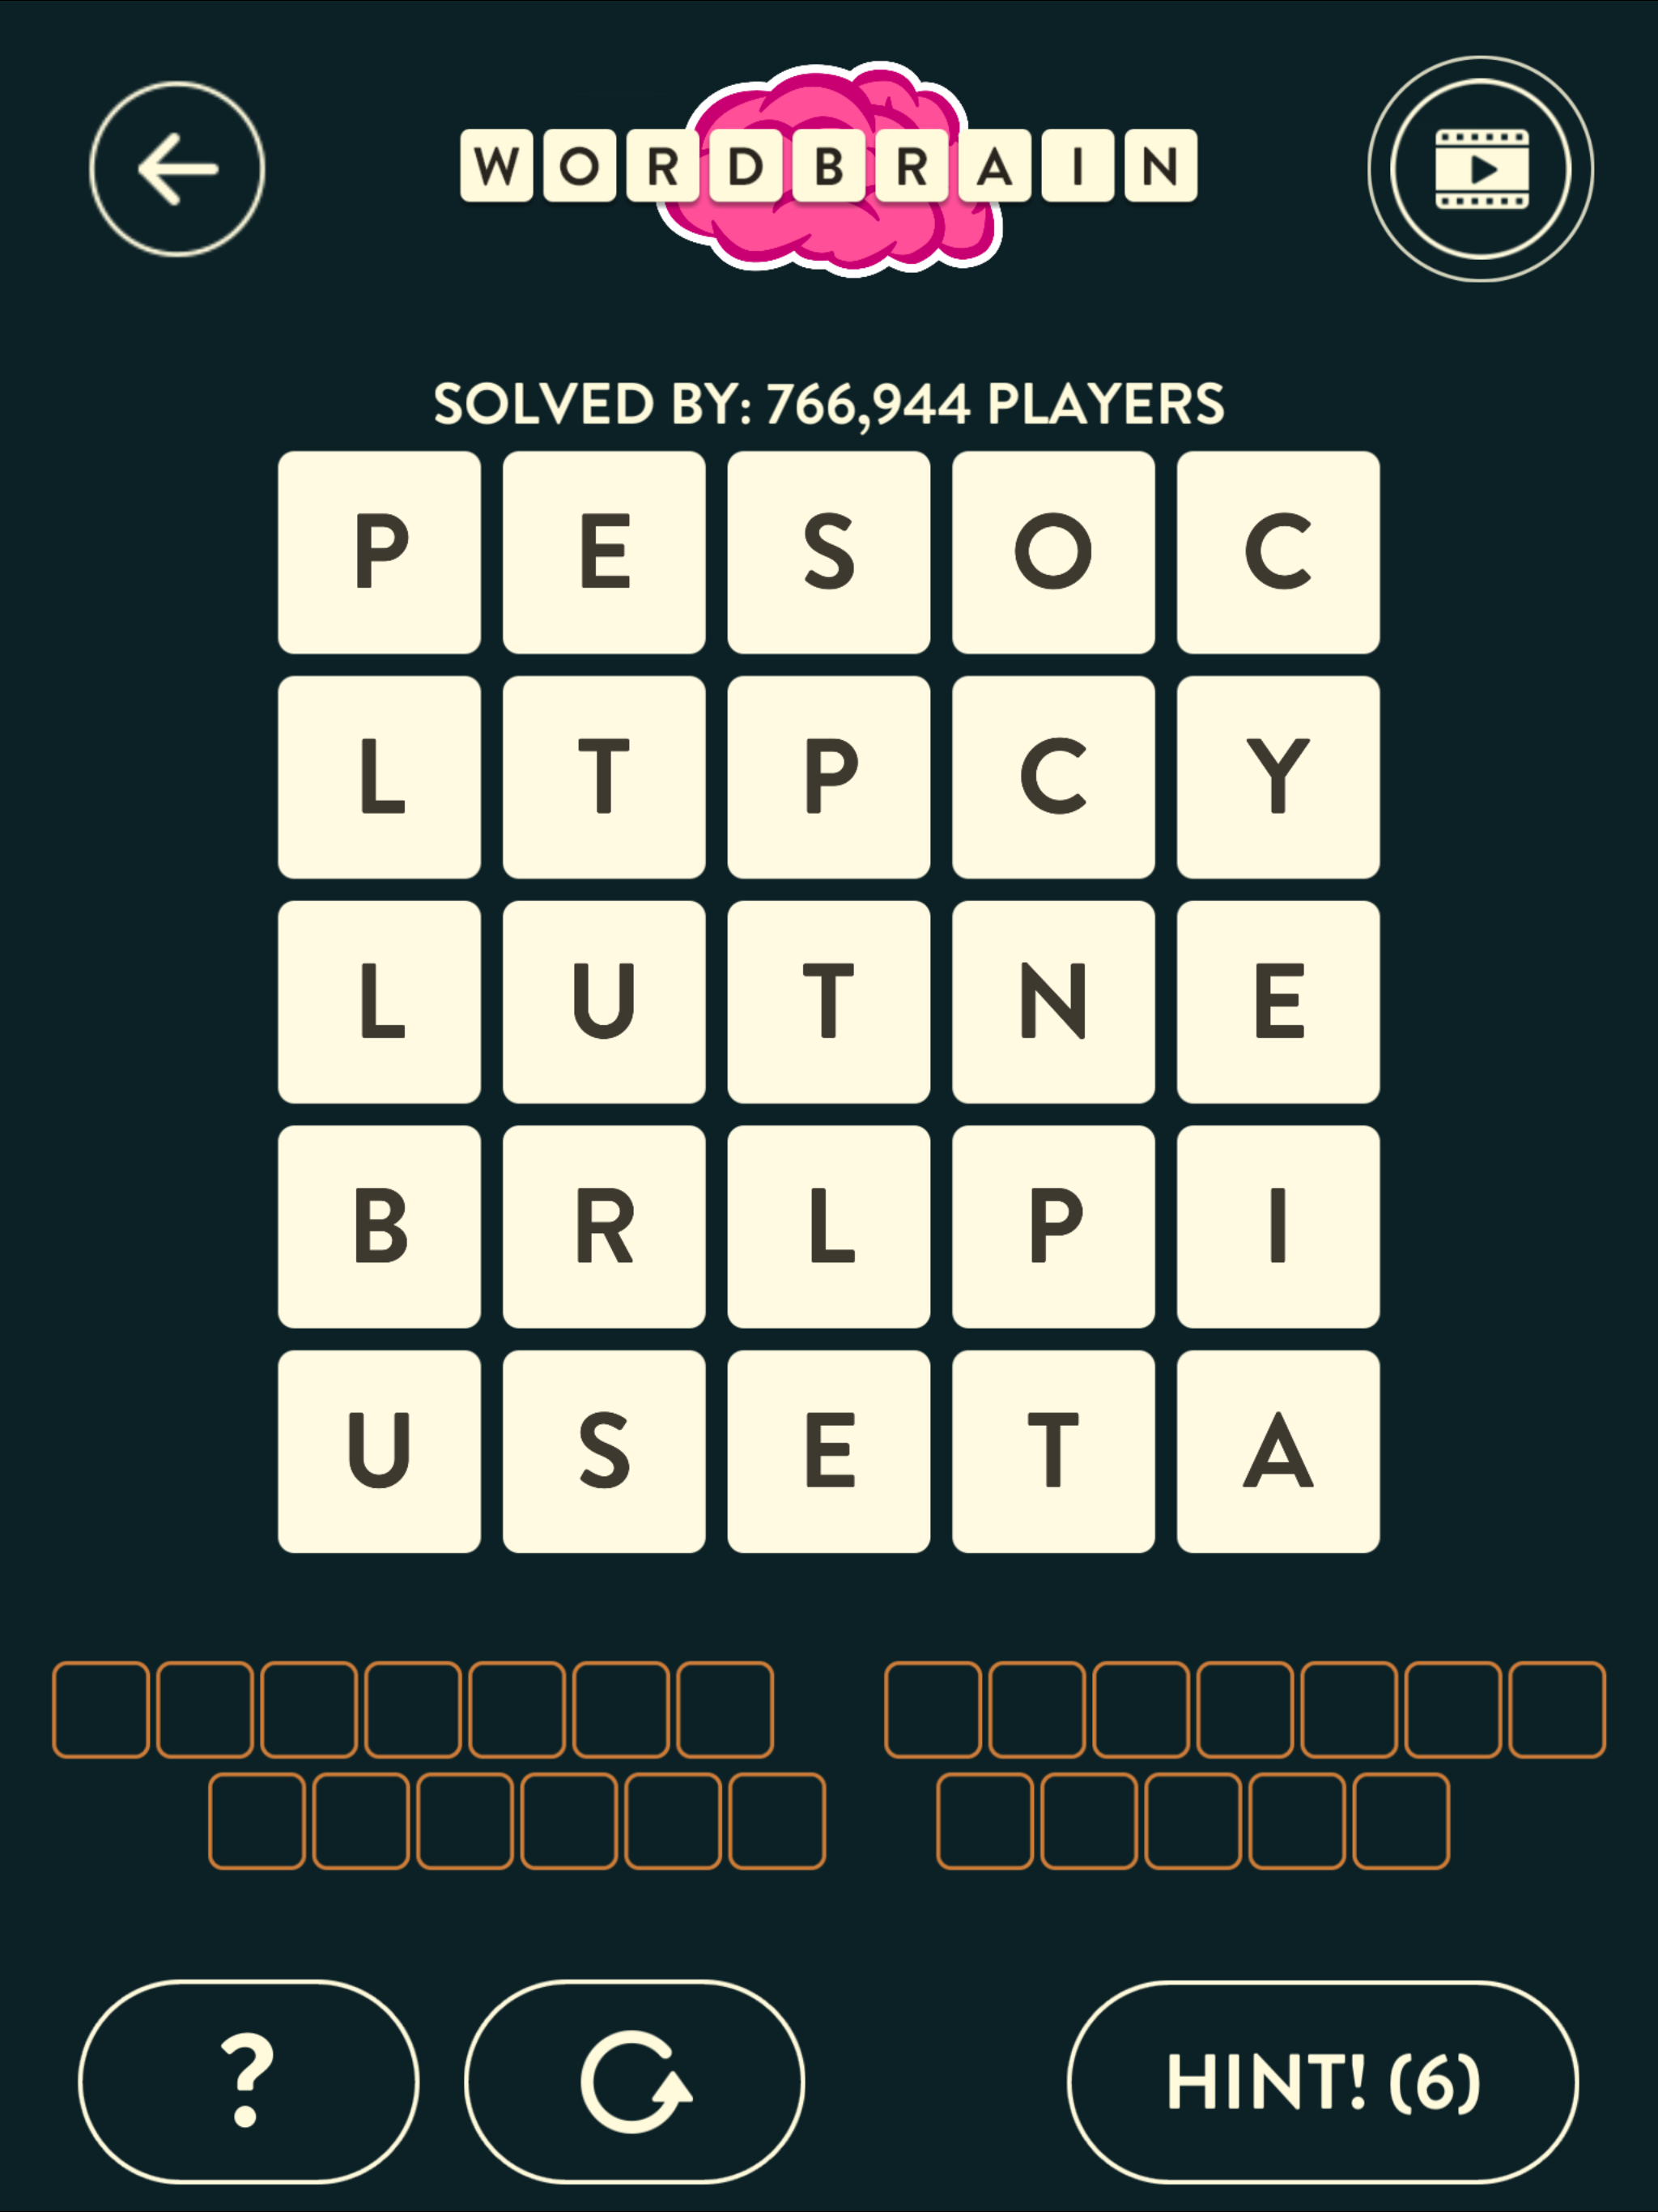 WORDBRAIN
SOLVED BY: 766,944 PLAYERS
P E S O C
L T P C Y
L U T N E
B R L P I
U S E T A
? HINT! (6)